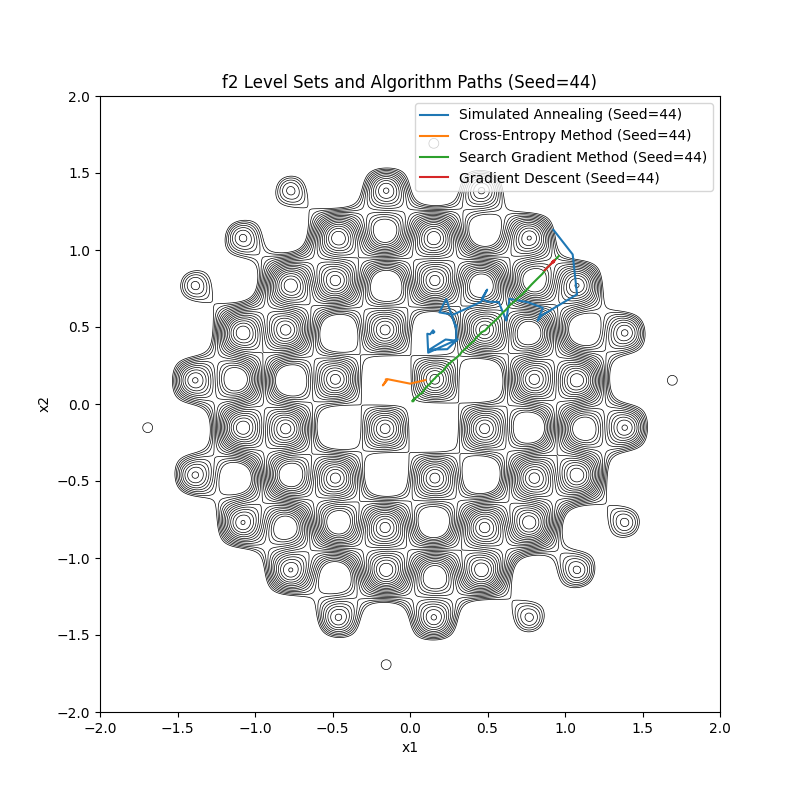 f2 Level Sets and Algorithm Paths (Seed=44)
Simulated Annealing (Seed=44)
Cross-Entropy Method (Seed=44)
Search Gradient Method (Seed=44)
Gradient Descent (Seed=44)
2.0
1.5
1.0
0.5
0.0
−0.5
−1.0
−1.5
−2.0
x2
−2.0 −1.5 −1.0 −0.5 0.0 0.5 1.0 1.5 2.0
x1